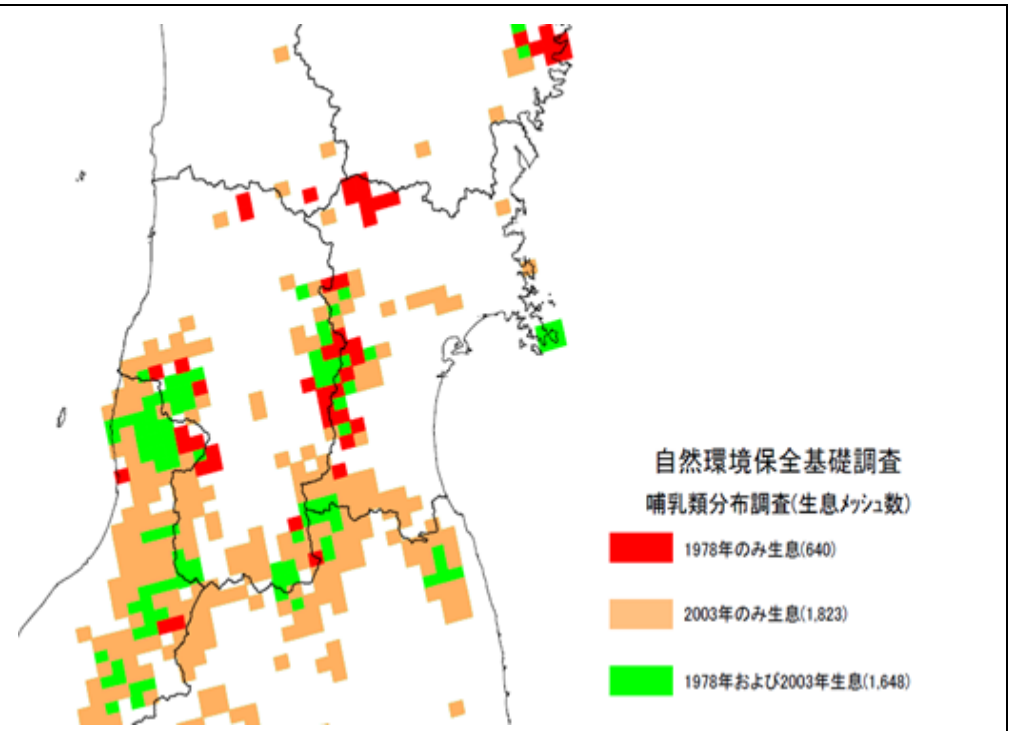 自然環境保全基礎調査
哺乳類分布調査(生息メッシュ数)
1978年のみ生息(640)
2003年のみ生息(1,823)
1978年および2003年生息(1,648)